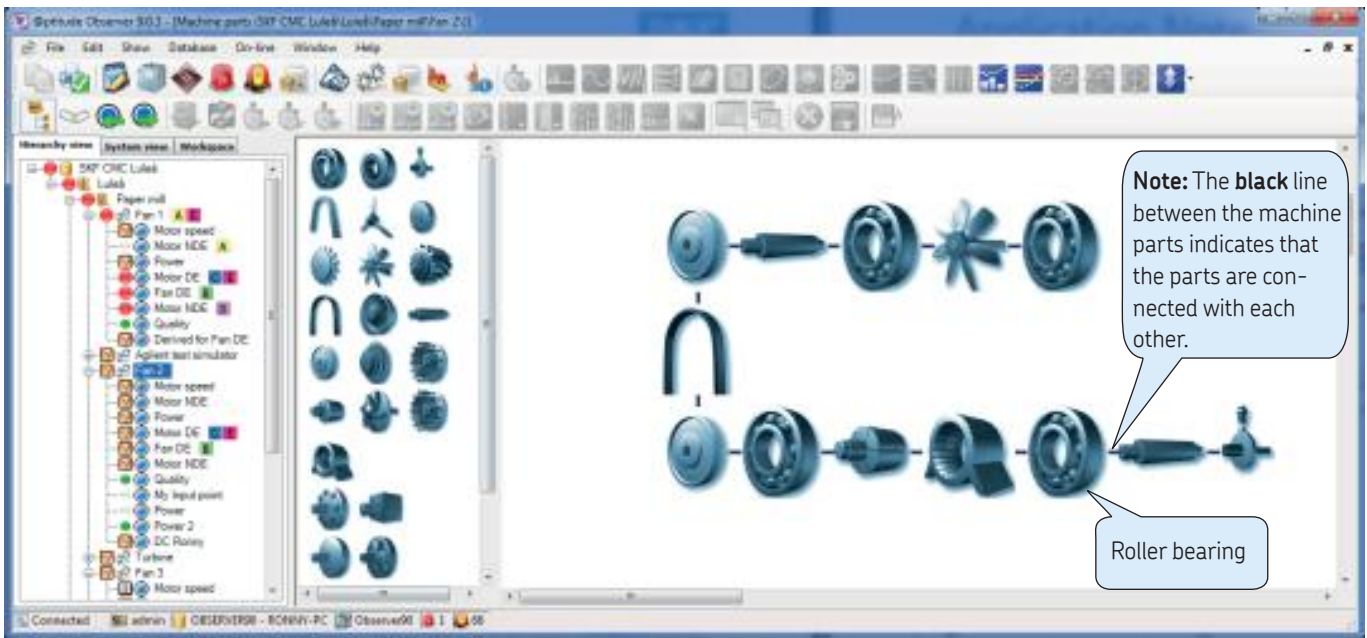 @ptitude Observer 9.0.3 - [Machine parts (SKF CMC Luleå\Luleå\Paper mill\Fan 2\)]
File Edit Show Database On-line Window Help
Hierarchy view System view Workspace
SKF CMC Luleå
Luleå
Paper mill
Fan 1 A
Motor speed
Motor NDE A
Power
Motor DE
Fan DE
Motor NDE
Quality
Derived for Fan DE
Agilent test simulator
Fan 2
Motor speed
Motor NDE
Power
Motor DE
Fan DE
Motor NDE
Quality
My input point
Power
Power 2
DC Ronny
Turbine
Fan 3
Motor speed
Note: The black line
between the machine
parts indicates that
the parts are con-
nected with each
other.
Roller bearing
Connected admin OBSERVER90 - RONNY-PC Observer90 1 68